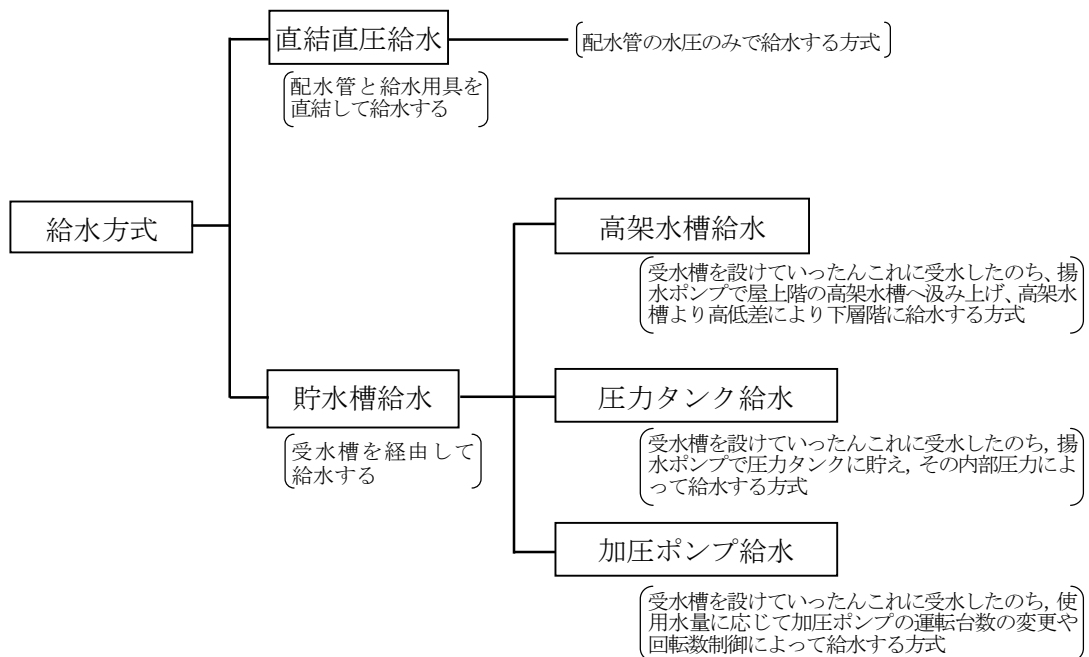 直結直圧給水
配水管の水圧のみで給水する方式
配水管と給水用具を
直結して給水する
給水方式
高架水槽給水
受水槽を設けていったんこれに受水したのち、揚
水ポンプで屋上階の高架水槽へ汲み上げ、高架水
槽より高低差により下層階に給水する方式
貯水槽給水
受水槽を経由して
給水する
圧力タンク給水
受水槽を設けていったんこれに受水したのち,揚
水ポンプで圧力タンクに貯え,その内部圧力によ
って給水する方式
加圧ポンプ給水
受水槽を設けていったんこれに受水したのち,使
用水量に応じて加圧ポンプの運転台数の変更や
回転数制御によって給水する方式